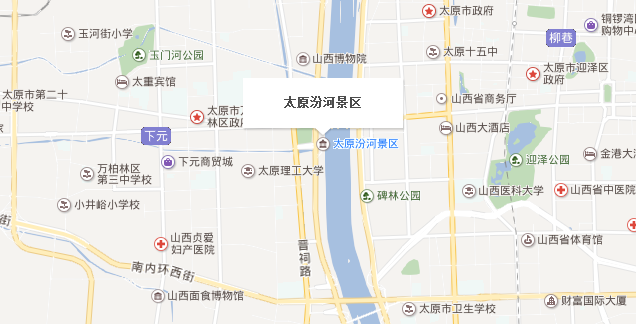 太原市政府
铜锣湾国
购物中心
玉河街小学
柳巷
玉门河公园
山西博物院
太原十五中
太重宾馆
太原市迎泽区
政府
太原市第二十
中学校
太原汾河景区
山西省商务厅
太原市万
林区政府
下元
山西大酒店
家
太原汾河景区
金港大酒
迎泽公园
下元商贸城
太原理工大学
万柏林区
第三中学校
山西医科大学
山西省中医院
碑林公园
小井峪小学校
街
山西贞爱
妇产医院
山西省体育馆
晋祠路
南内环西街
山西面食博物馆
太原市卫生学校
财富国际大厦